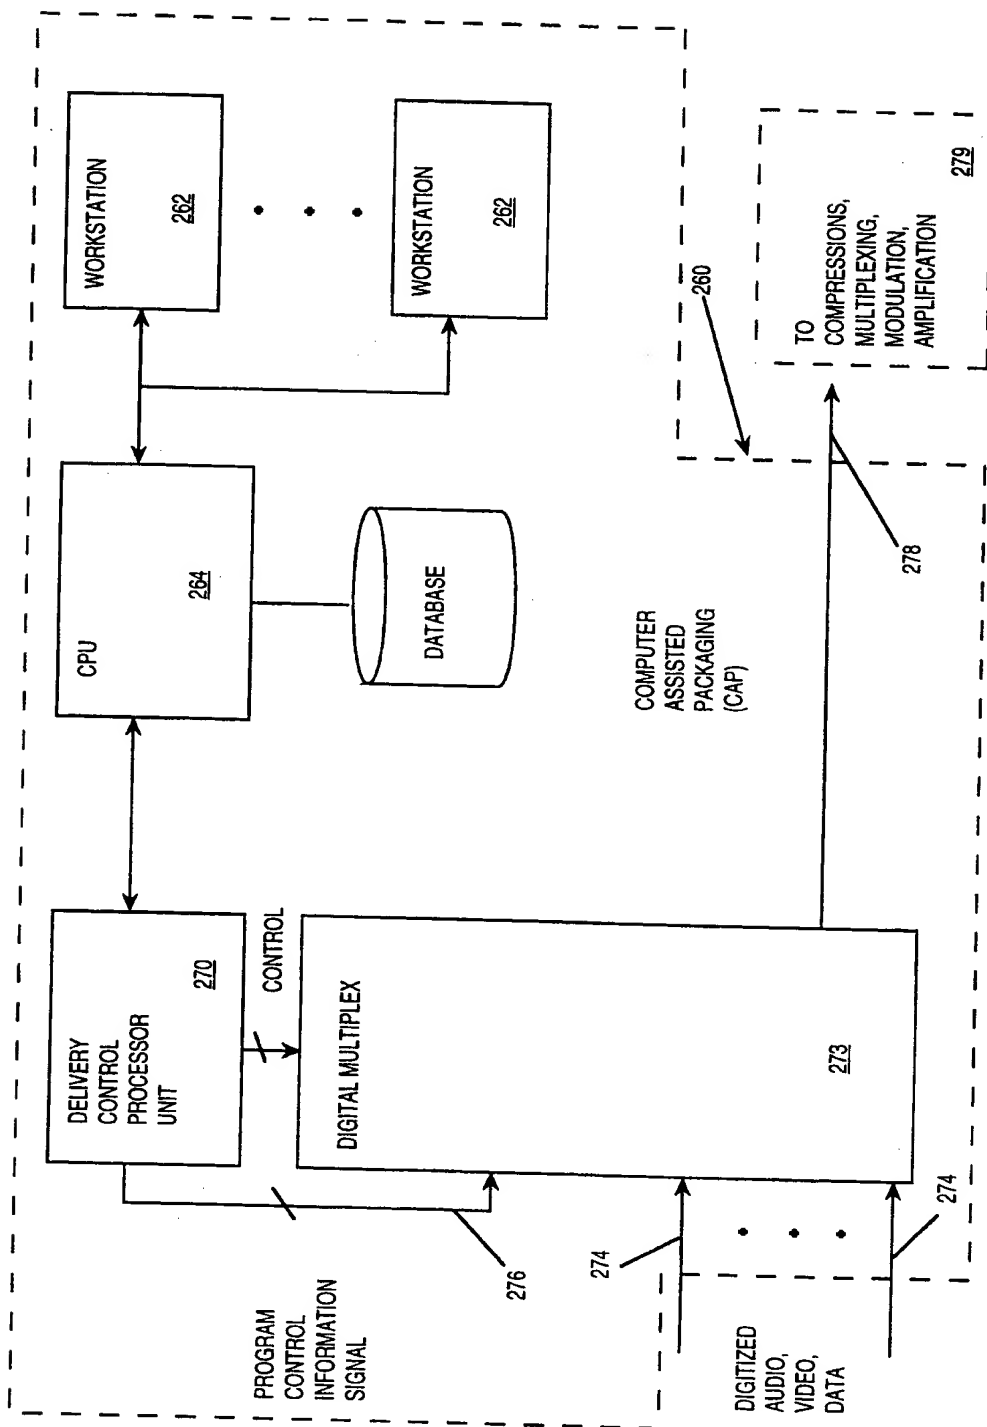 WORKSTATION
262
WORKSTATION
262
CPU
264
DATABASE
DELIVERY
CONTROL
PROCESSOR
UNIT
270
CONTROL
DIGITAL MULTIPLEX
273
PROGRAM
CONTROL
INFORMATION
SIGNAL
276
274
274
DIGITIZED
AUDIO,
VIDEO,
DATA
COMPUTER
ASSISTED
PACKAGING
(CAP)
260
278
TO
COMPRESSIONS,
MULTIPLEXING,
MODULATION,
AMPLIFICATION
279